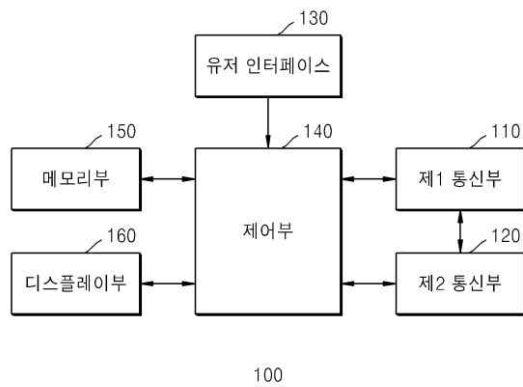 130
유저 인터페이스
150
140
110
메모리부
제어부
제1 통신부
160
120
디스플레이부
제2 통신부
100